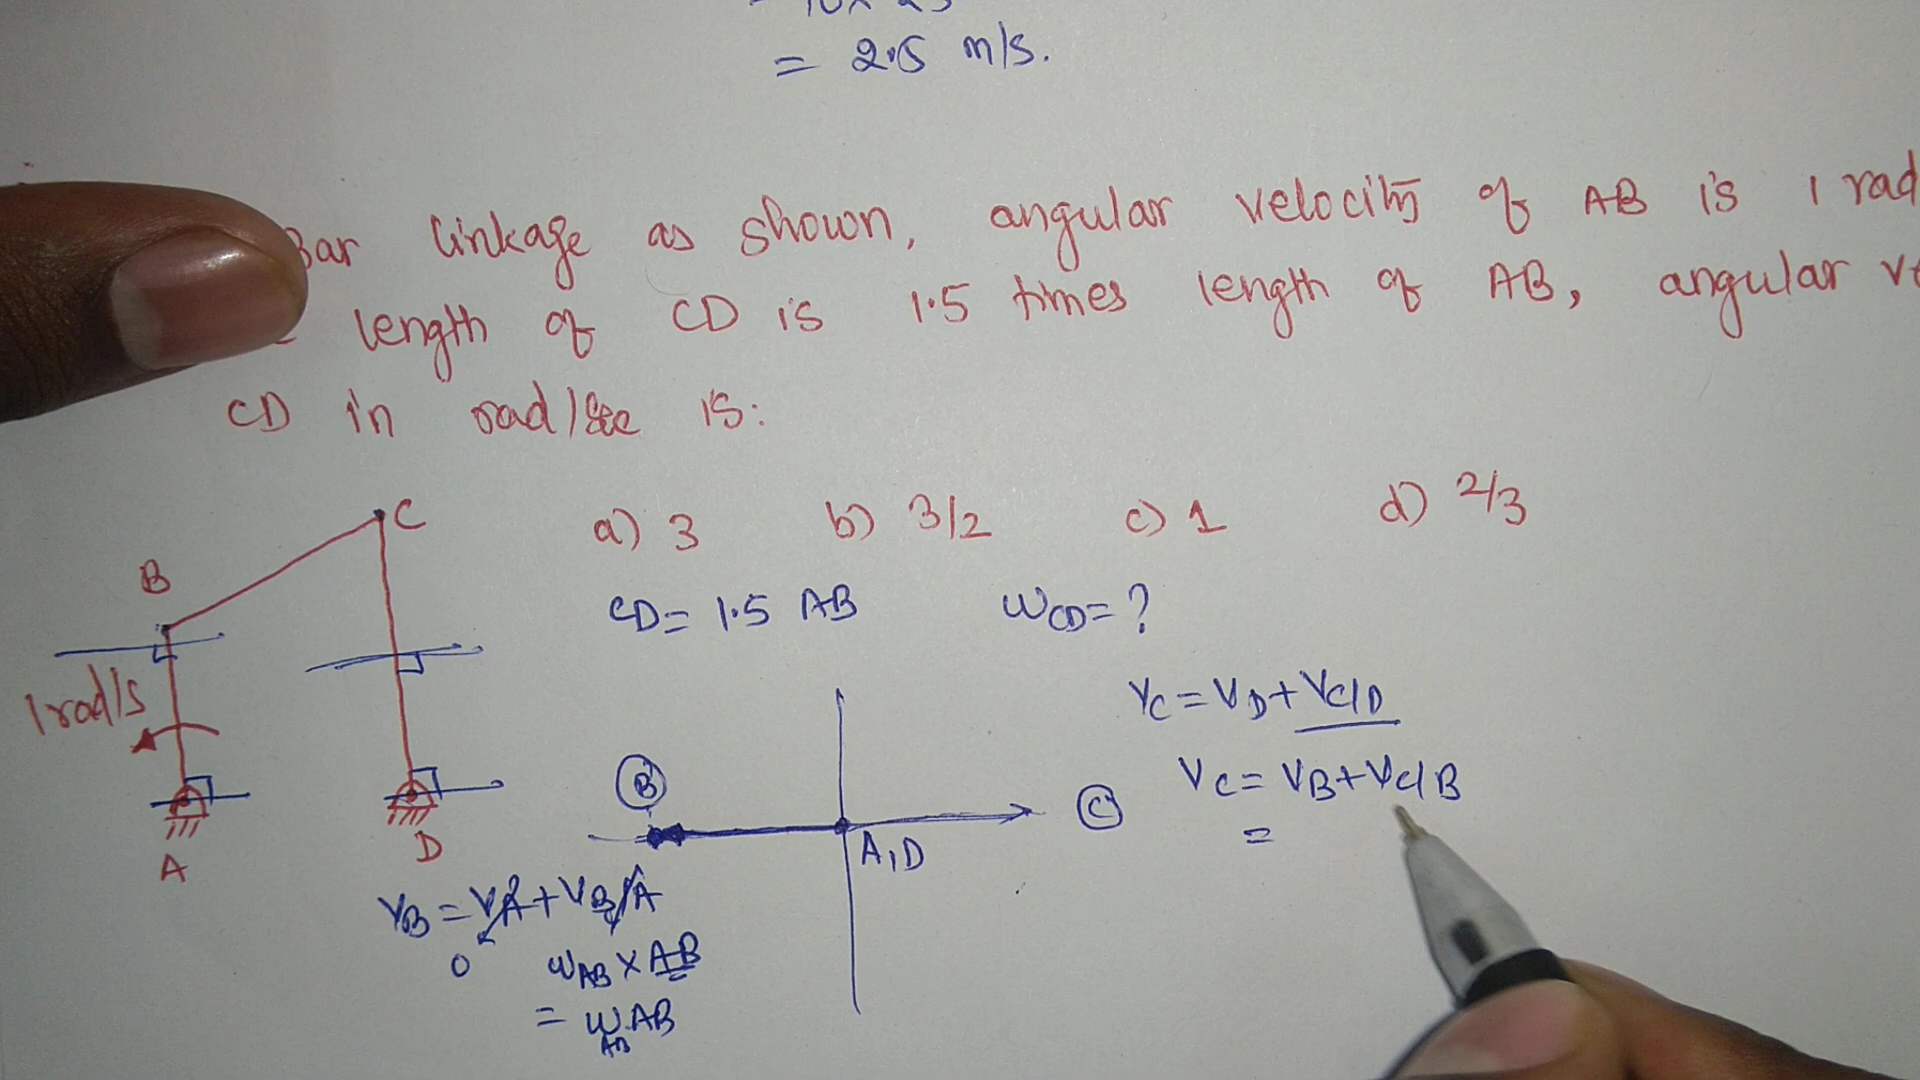 = 2.5 m/s.
Bar linkage as shown, angular velocity of AB is 1 rad
length of CD is 1.5 times length of AB, angular ve
CD in rad/sec is:
a) 3 b) 3/2 c) 1 d) 2/3
CD = 1.5 AB ωCD = ?
B
C
1 rad/s
A
D
B
A, D
VB = VA + VB/A
0 ωAB × AB
= ωAB AB
C
VC = VD + VC/D
VC = VB + VC/B
=